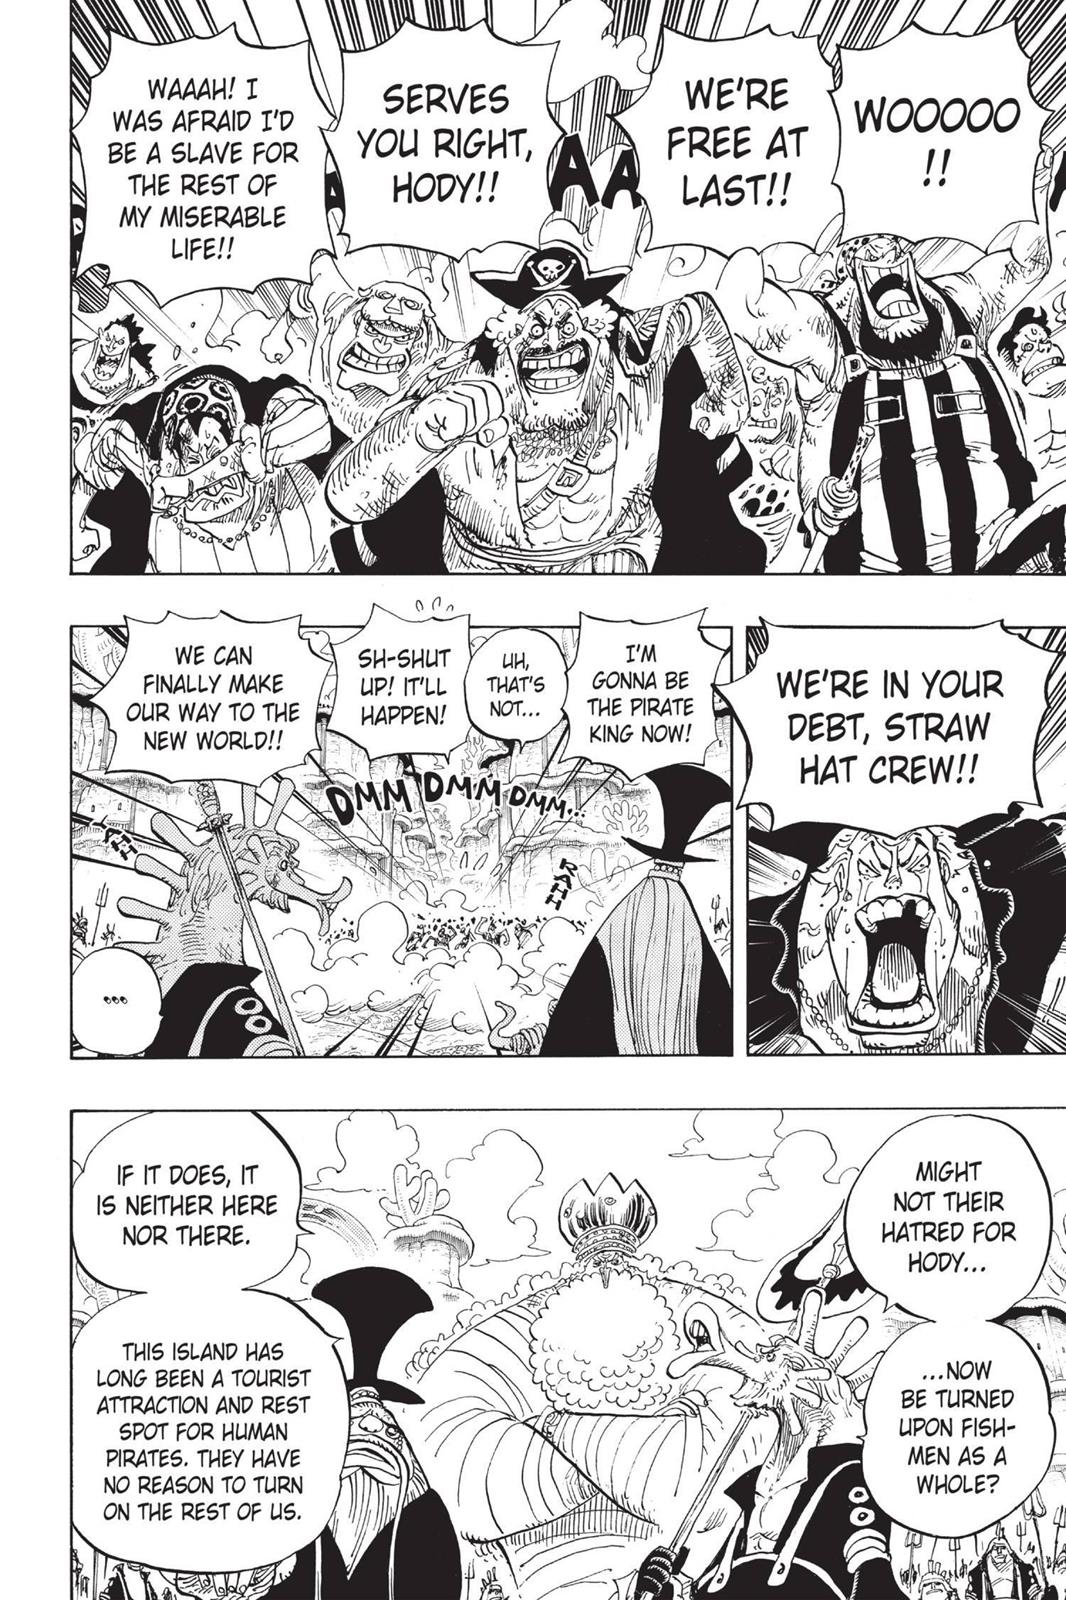 WOOOOO
!!
WE'RE
FREE AT
LAST!!
AAA
SERVES
YOU RIGHT,
HODY!!
WAAAH! I
WAS AFRAID I'D
BE A SLAVE FOR
THE REST OF
MY MISERABLE
LIFE!!
WE'RE IN YOUR
DEBT, STRAW
HAT CREW!!
I'M
GONNA BE
THE PIRATE
KING NOW!
UH,
THAT'S
NOT...
SH-SHUT
UP! IT'LL
HAPPEN!
WE CAN
FINALLY MAKE
OUR WAY TO THE
NEW WORLD!!
DMM DMM DMM...
RAHH
...
MIGHT
NOT THEIR
HATRED FOR
HODY...
...NOW
BE TURNED
UPON FISH-
MEN AS A
WHOLE?
IF IT DOES, IT
IS NEITHER HERE
NOR THERE.
THIS ISLAND HAS
LONG BEEN A TOURIST
ATTRACTION AND REST
SPOT FOR HUMAN
PIRATES. THEY HAVE
NO REASON TO TURN
ON THE REST OF US.